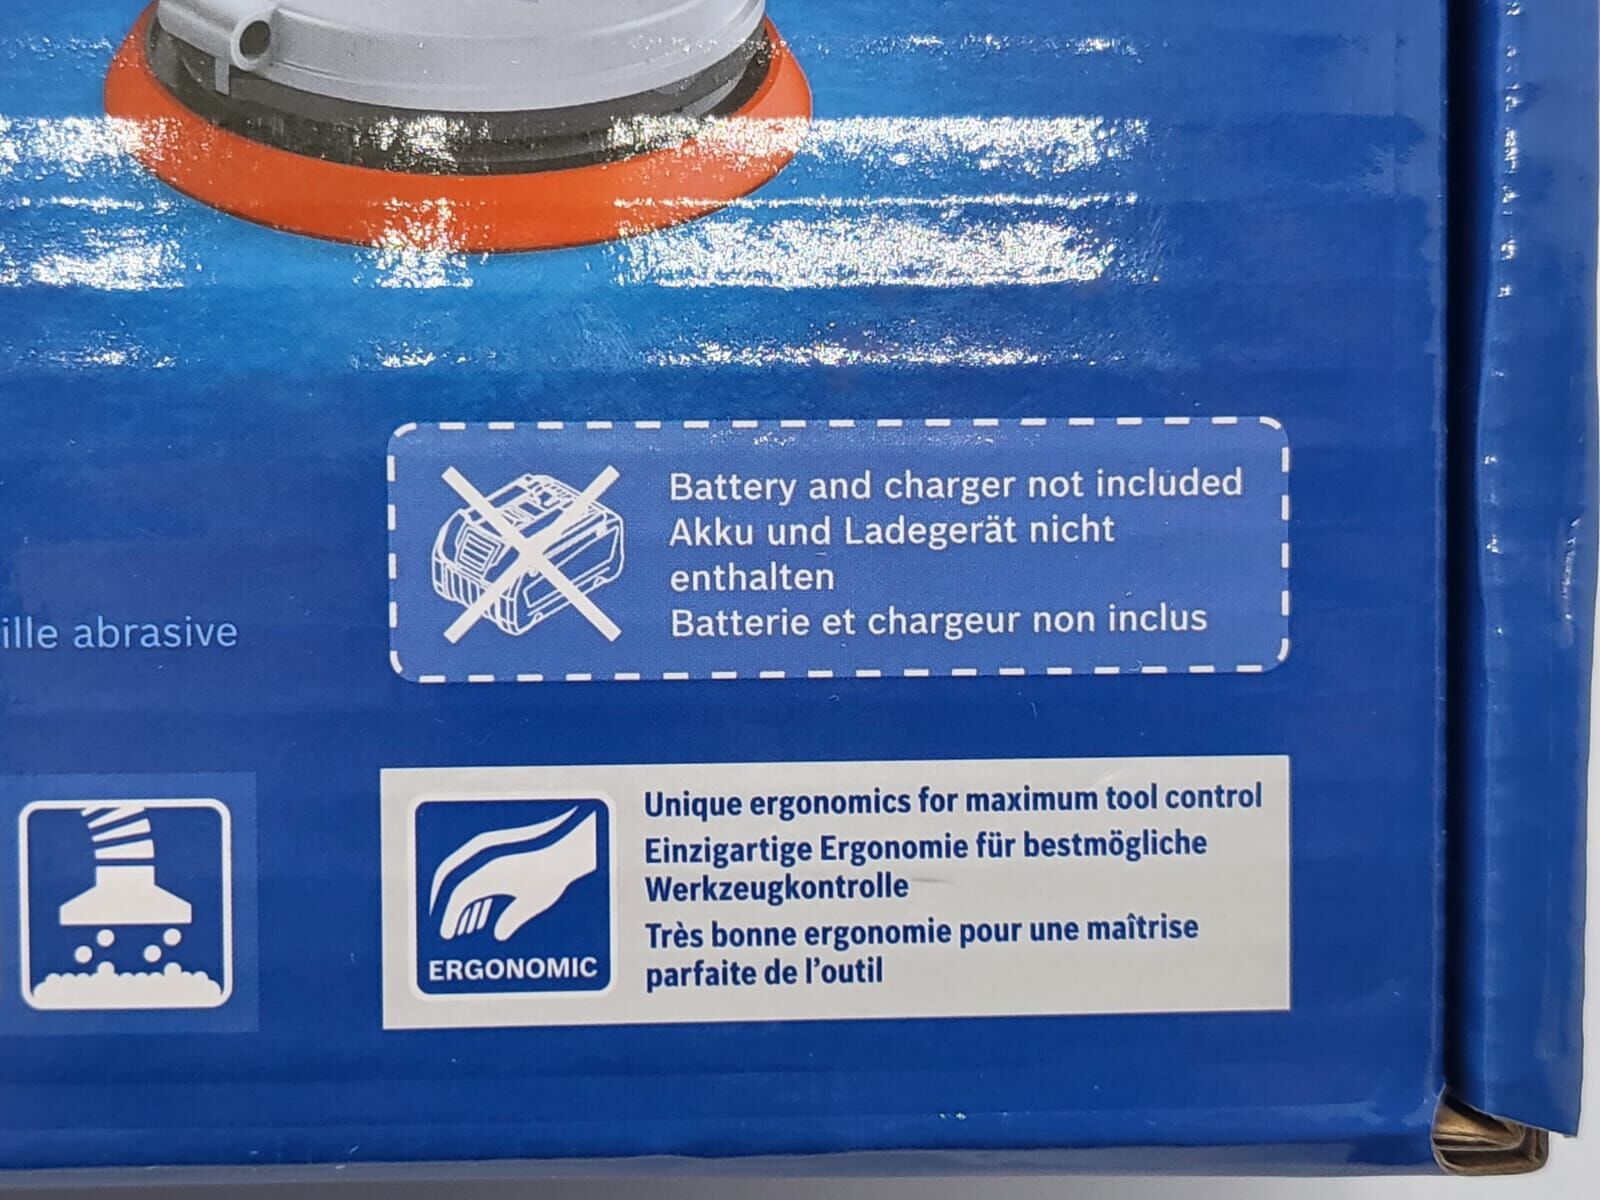 Battery and charger not included
Akku und Ladegerät nicht
enthalten
Batterie et chargeur non inclus
ille abrasive
Unique ergonomics for maximum tool control
Einzigartige Ergonomie für bestmögliche
Werkzeugkontrolle
Très bonne ergonomie pour une maîtrise
parfaite de l'outil
ERGONOMIC